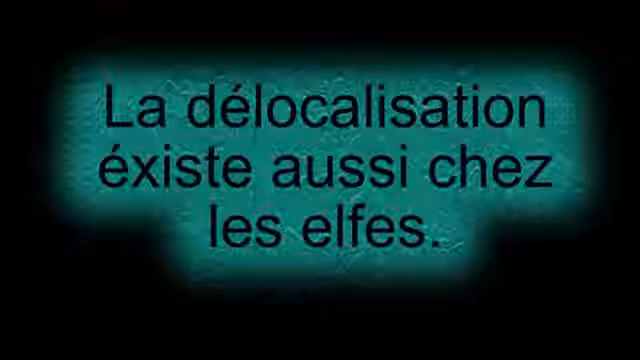 La délocalisation
éxiste aussi chez
les elfes.